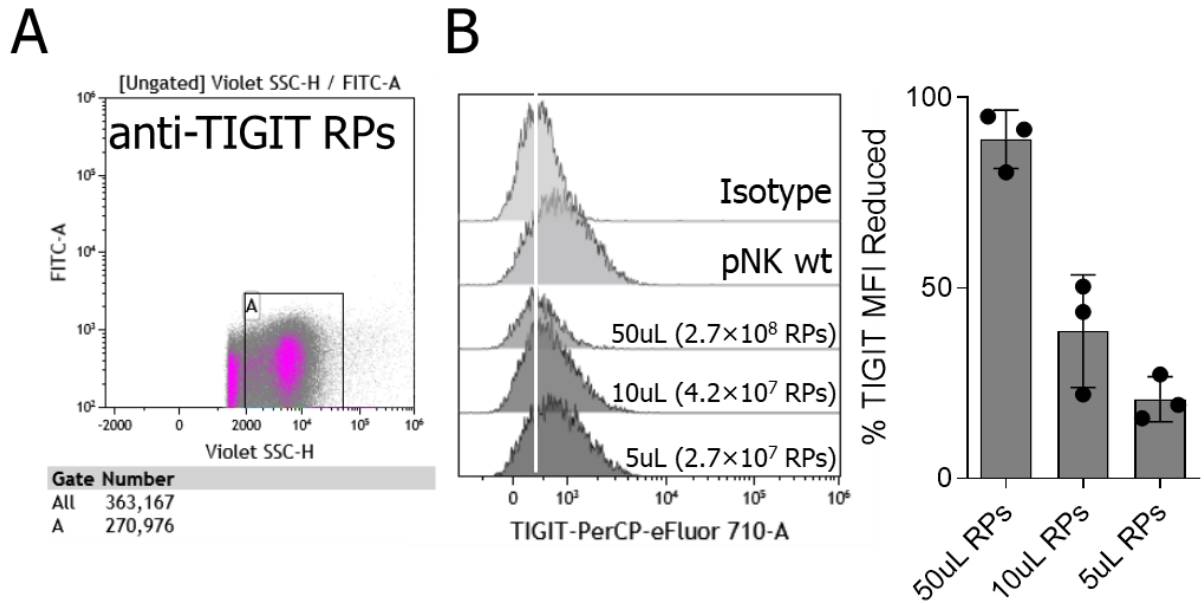 A
[Ungated] Violet SSC-H / FITC-A
anti-TIGIT RPs
10⁶
10⁵
10⁴
10³
10²
FITC-A
A
-2000 0 2000 10⁴ 10⁵ 10⁶
Violet SSC-H
Gate Number
All 363,167
A 270,976
B
Isotype
pNK wt
50uL (2.7×10⁸ RPs)
10uL (4.2×10⁷ RPs)
5uL (2.7×10⁷ RPs)
0 10³ 10⁴ 10⁵ 10⁶
TIGIT-PerCP-eFluor 710-A
% TIGIT MFI Reduced
100
50
0
50uL RPs
10uL RPs
5uL RPs